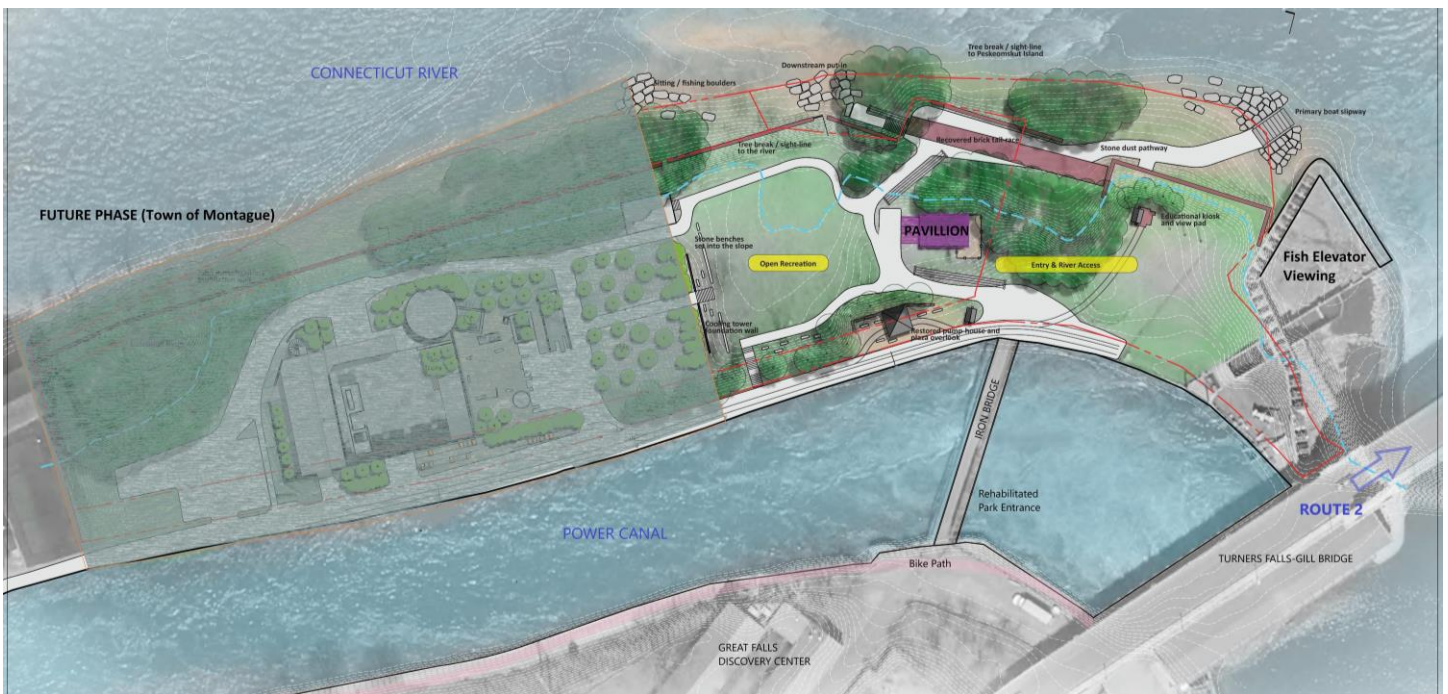 CONNECTICUT RIVER
Tree break / sight-line
to Peskeomskut Island
Downstream put-in
Sitting / fishing boulders
Primary boat slipway
Recovered brick tail-race
Tree break / sight-line
to the river
Stone dust pathway
FUTURE PHASE (Town of Montague)
PAVILLION
Educational kiosk
and view pad
Stone benches
set into the slope
Open Recreation
Entry & River Access
Fish Elevator
Viewing
Cooling tower
foundation wall
Restored pump-house and
plaza overlook
IRON BRIDGE
Rehabilitated
Park Entrance
ROUTE 2
POWER CANAL
Bike Path
TURNERS FALLS-GILL BRIDGE
GREAT FALLS
DISCOVERY CENTER